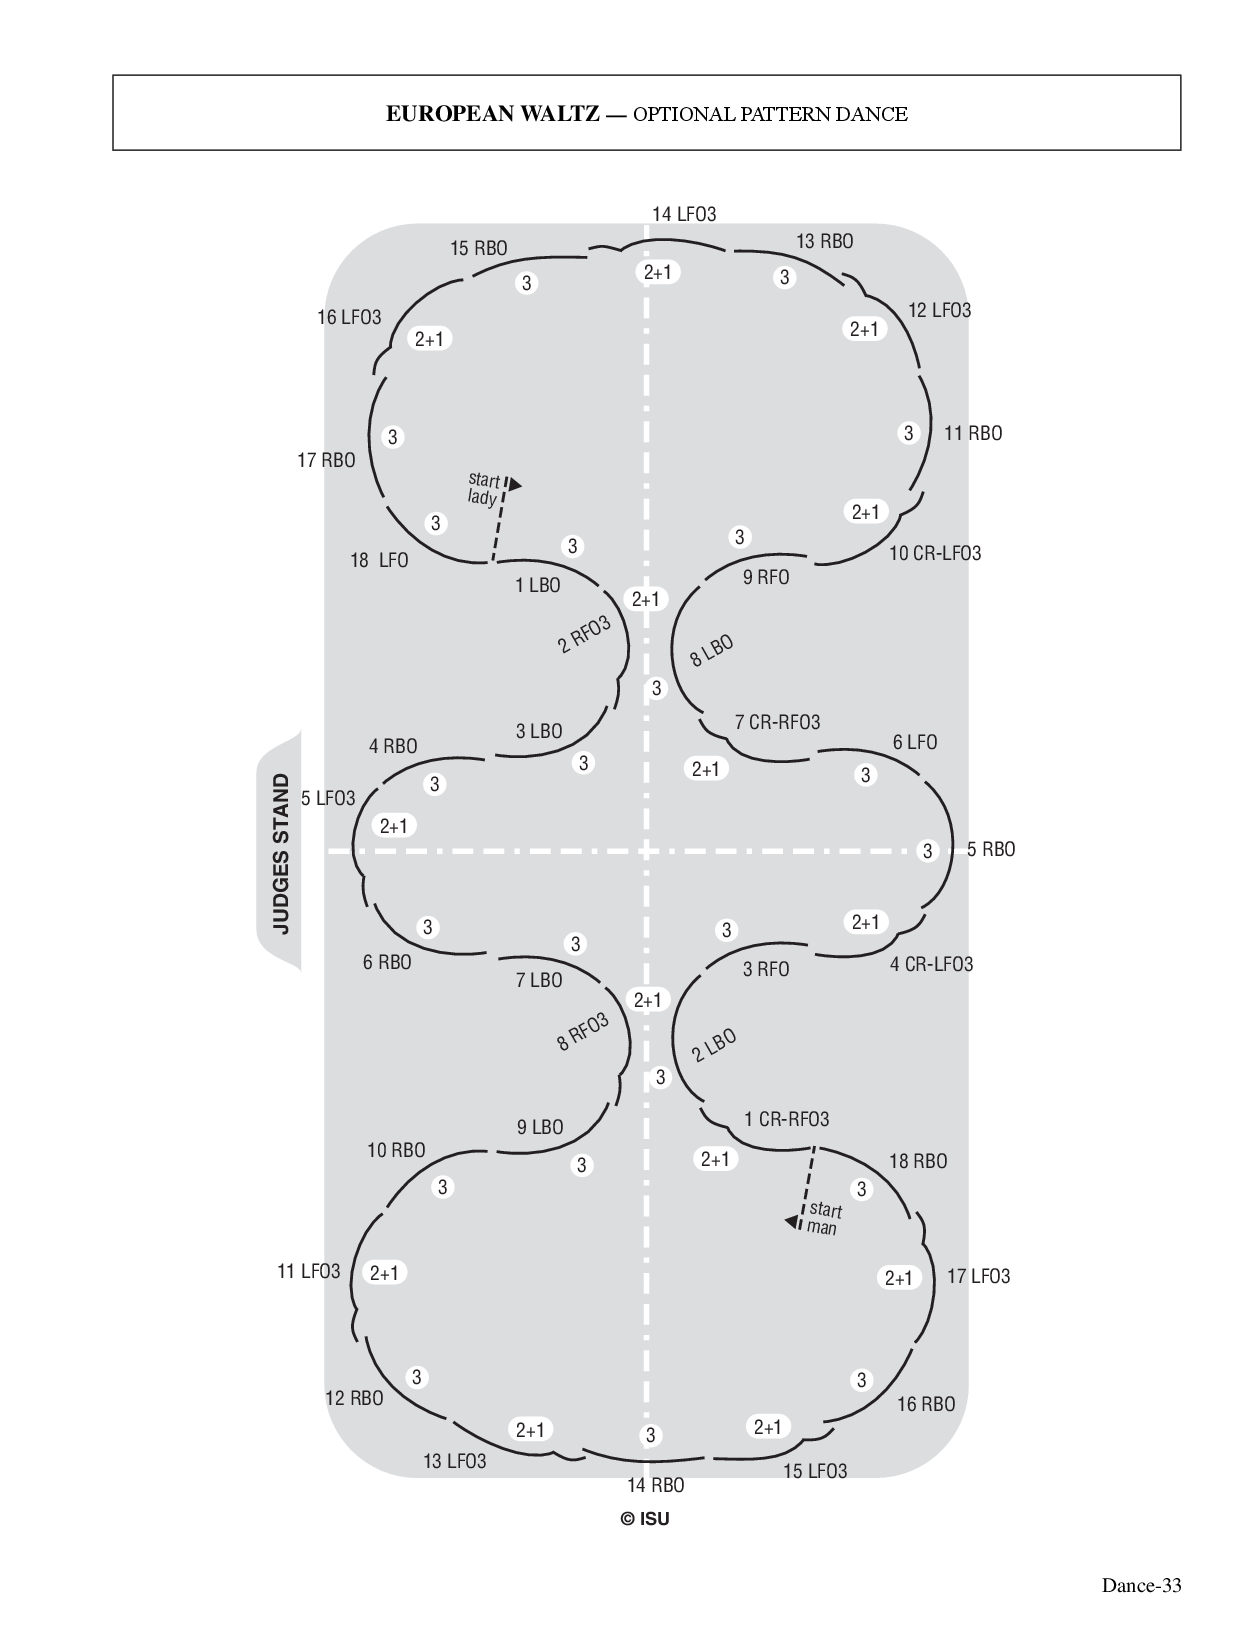 EUROPEAN WALTZ — OPTIONAL PATTERN DANCE
14 LFO3
15 RBO
13 RBO
3
2+1
3
16 LFO3
12 LFO3
2+1
2+1
17 RBO
3
3
11 RBO
start
lady
3
2+1
18 LFO
3
3
10 CR-LFO3
1 LBO
9 RFO
2+1
2 RFO3
8 LBO
3
3 LBO
7 CR-RFO3
4 RBO
6 LFO
3
3
2+1
3
5 LFO3
2+1
JUDGES STAND
3
5 RBO
3
3
2+1
6 RBO
3
4 CR-LFO3
7 LBO
3 RFO
2+1
8 RFO3
2 LBO
3
9 LBO
1 CR-RFO3
10 RBO
18 RBO
3
3
2+1
3
start
man
11 LFO3
2+1
2+1
17 LFO3
12 RBO
3
3
16 RBO
2+1
3
2+1
13 LFO3
15 LFO3
14 RBO
© ISU
Dance-33